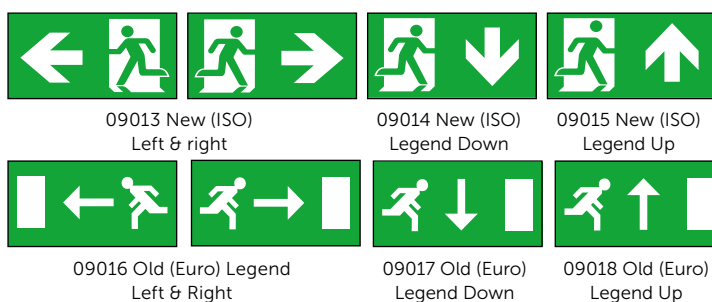 09013 New (ISO)
Left & right
09014 New (ISO)
Legend Down
09015 New (ISO)
Legend Up
09016 Old (Euro) Legend
Left & Right
09017 Old (Euro)
Legend Down
09018 Old (Euro)
Legend Up